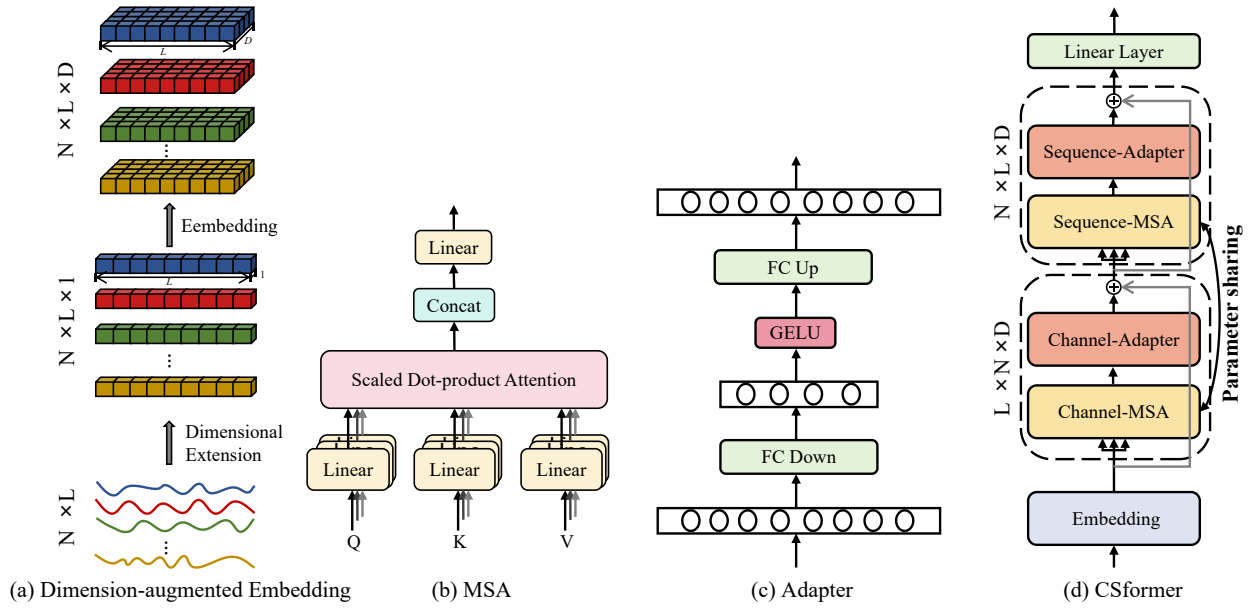 N ×L×D
L
D
⋮
Eembedding
N ×L×1
L
1
⋮
Dimensional
Extension
N ×L
⋮
(a) Dimension-augmented Embedding
Linear
Concat
Scaled Dot-product Attention
Linear
Linear
Linear
Q
K
V
(b) MSA
FC Up
GELU
FC Down
(c) Adapter
Linear Layer
N ×L×D
Sequence-Adapter
Sequence-MSA
L ×N×D
Channel-Adapter
Channel-MSA
Parameter sharing
Embedding
(d) CSformer